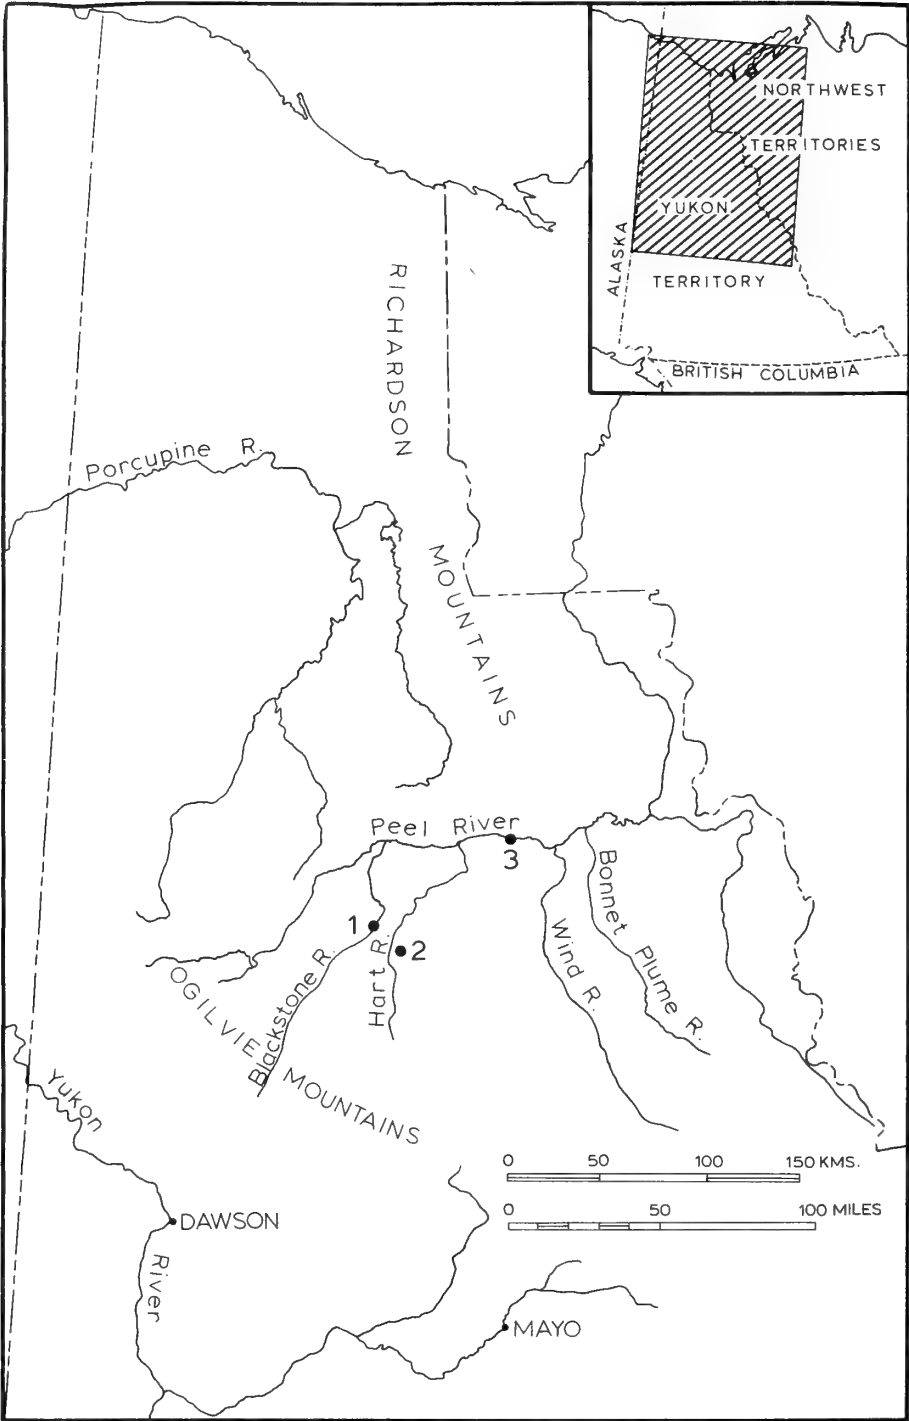 NORTHWEST
TERRITORIES
YUKON
TERRITORY
ALASKA
BRITISH COLUMBIA
RICHARDSON
MOUNTAINS
Porcupine R.
Peel River
3
1
2
Blackstone R.
Hart R.
Wind R.
Bonnet Plume R.
OGILVIE
MOUNTAINS
Yukon
River
DAWSON
MAYO
0 50 100 150 KMS.
0 50 100 MILES